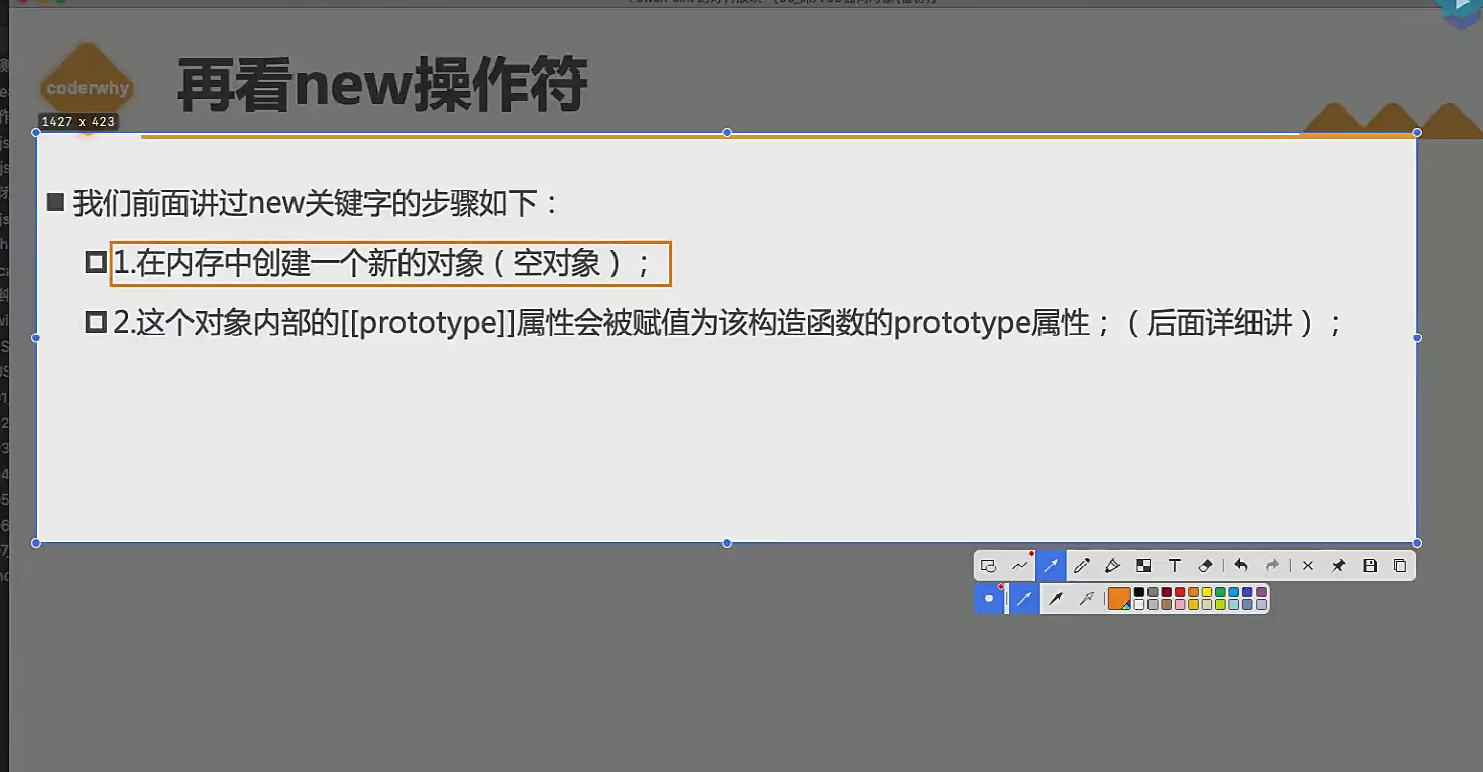 coderwhy
再看new操作符
1427 x 423
我们前面讲过new关键字的步骤如下：
1.在内存中创建一个新的对象（空对象）；
2.这个对象内部的[[prototype]]属性会被赋值为该构造函数的prototype属性；（后面详细讲）；
T